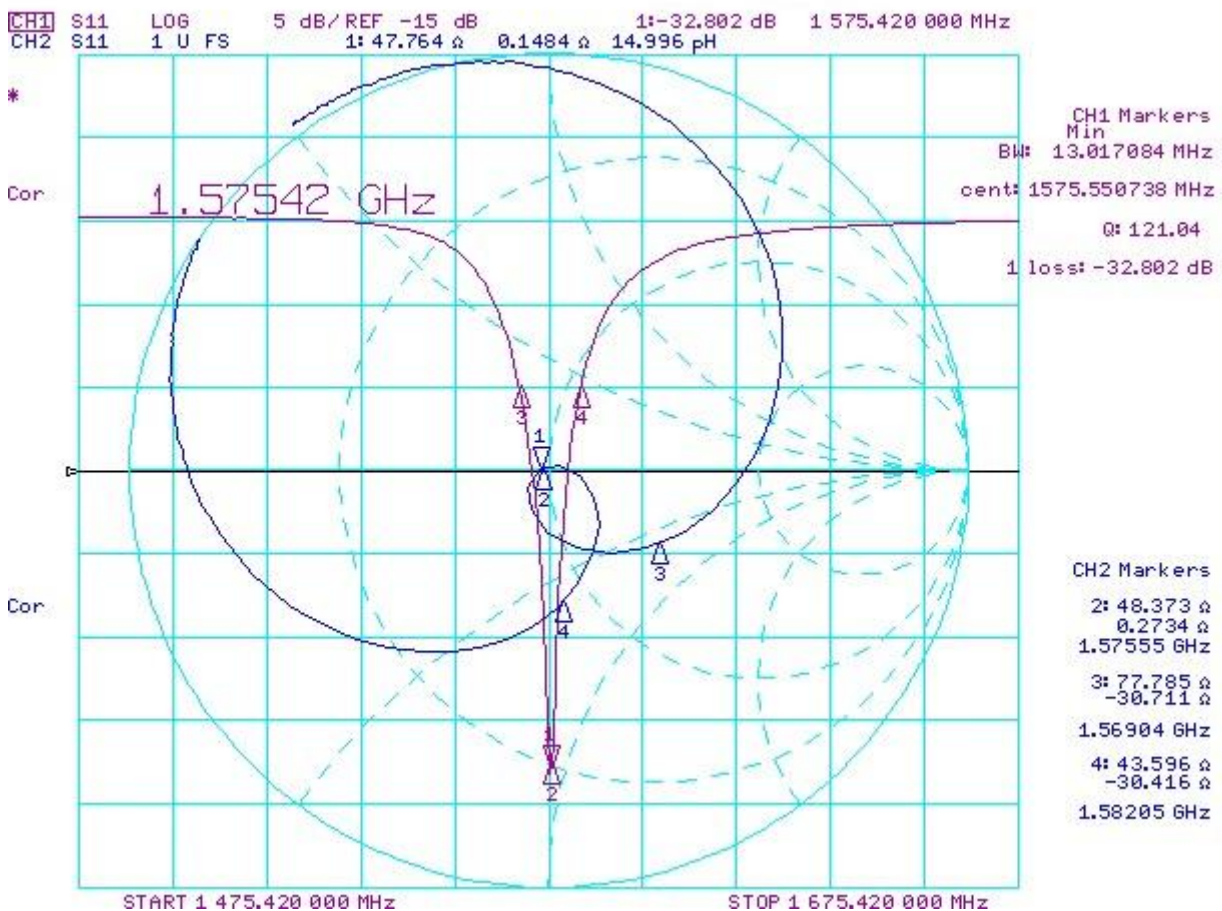 CH1 S11 LOG 5 dB/REF -15 dB 1:-32.802 dB 1 575.420 000 MHz
CH2 S11 1 U FS 1: 47.764 Ω 0.1484 Ω 14.996 pH
*
CH1 Markers
Min
BW: 13.017084 MHz
Cor
1.57542 GHz
cent: 1575.550738 MHz
Q: 121.04
1 loss: -32.802 dB
3
4
1
2
3
4
1
2
Cor
CH2 Markers
2: 48.373 Ω
0.2734 Ω
1.57555 GHz
3: 77.785 Ω
-30.711 Ω
1.56904 GHz
4: 43.596 Ω
-30.416 Ω
1.58205 GHz
START 1 475.420 000 MHz STOP 1 675.420 000 MHz